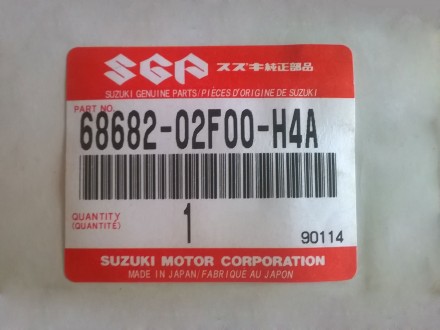 SGP スズキ純正部品
SUZUKI GENUINE PARTS/PIÈCES D'ORIGINE DE SUZUKI
PART NO.
68682-02F00-H4A
QUANTITY
(QUANTITÉ)
1
90114
SUZUKI MOTOR CORPORATION
MADE IN JAPAN/FABRIQUÉ AU JAPON